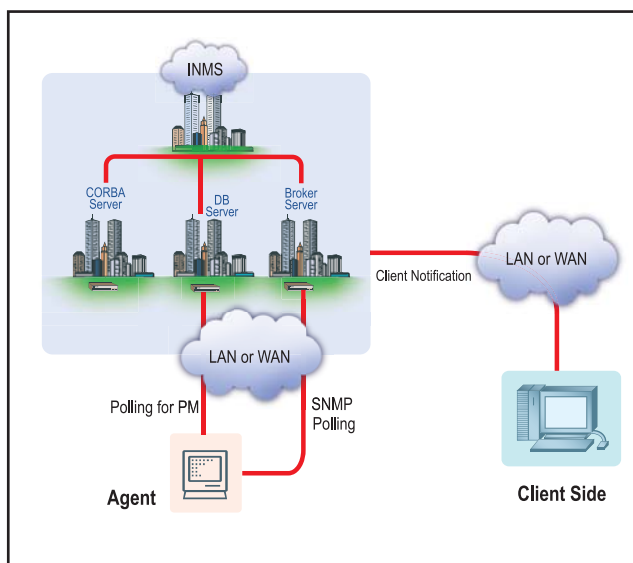 INMS
CORBA
Server
DB
Server
Broker
Server
Client Notification
LAN or WAN
LAN or WAN
Polling for PM
SNMP
Polling
Agent
Client Side